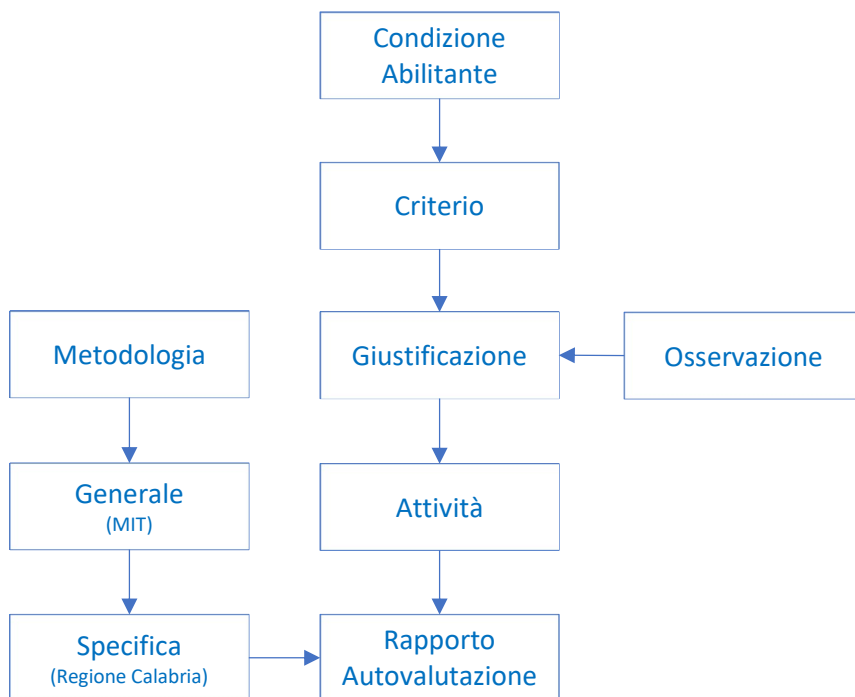 Condizione
Abilitante
Criterio
Metodologia
Giustificazione
Osservazione
Generale
(MIT)
Attività
Specifica
(Regione Calabria)
Rapporto
Autovalutazione